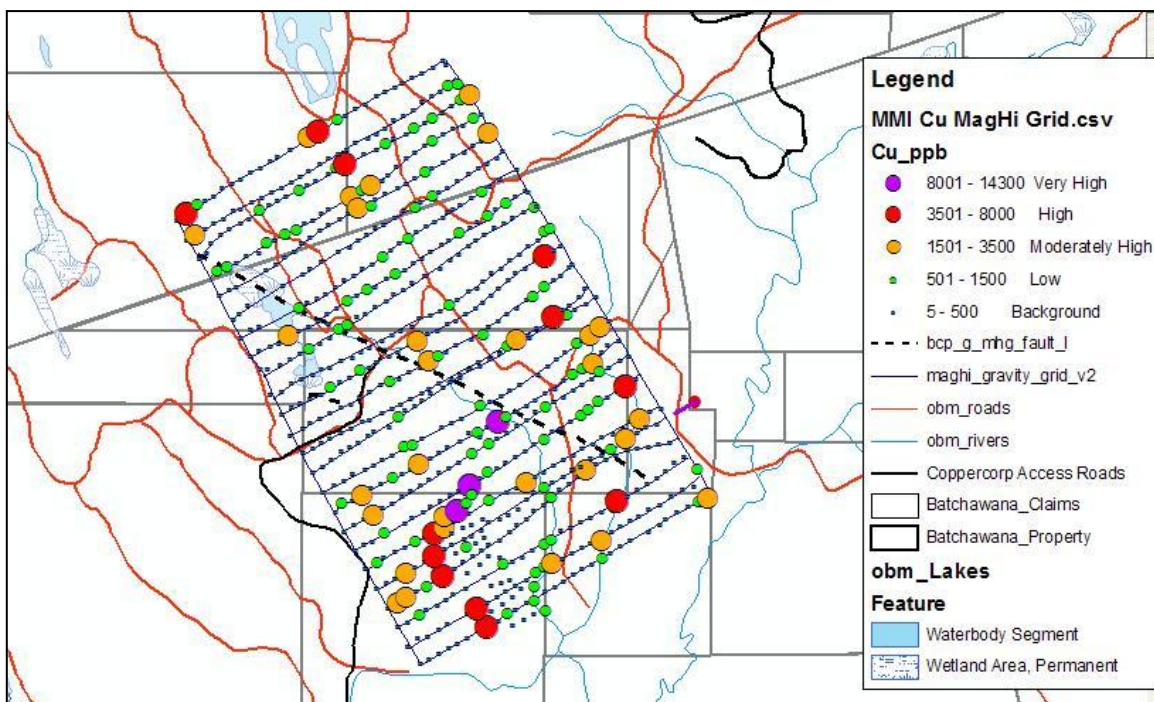 Legend
MMI Cu MagHi Grid.csv
Cu_ppb
8001 - 14300 Very High
3501 - 8000 High
1501 - 3500 Moderately High
501 - 1500 Low
5 - 500 Background
bcp_g_mhg_fault_l
maghi_gravity_grid_v2
obm_roads
obm_rivers
Coppercorp Access Roads
Batchawana_Claims
Batchawana_Property
obm_Lakes
Feature
Waterbody Segment
Wetland Area, Permanent